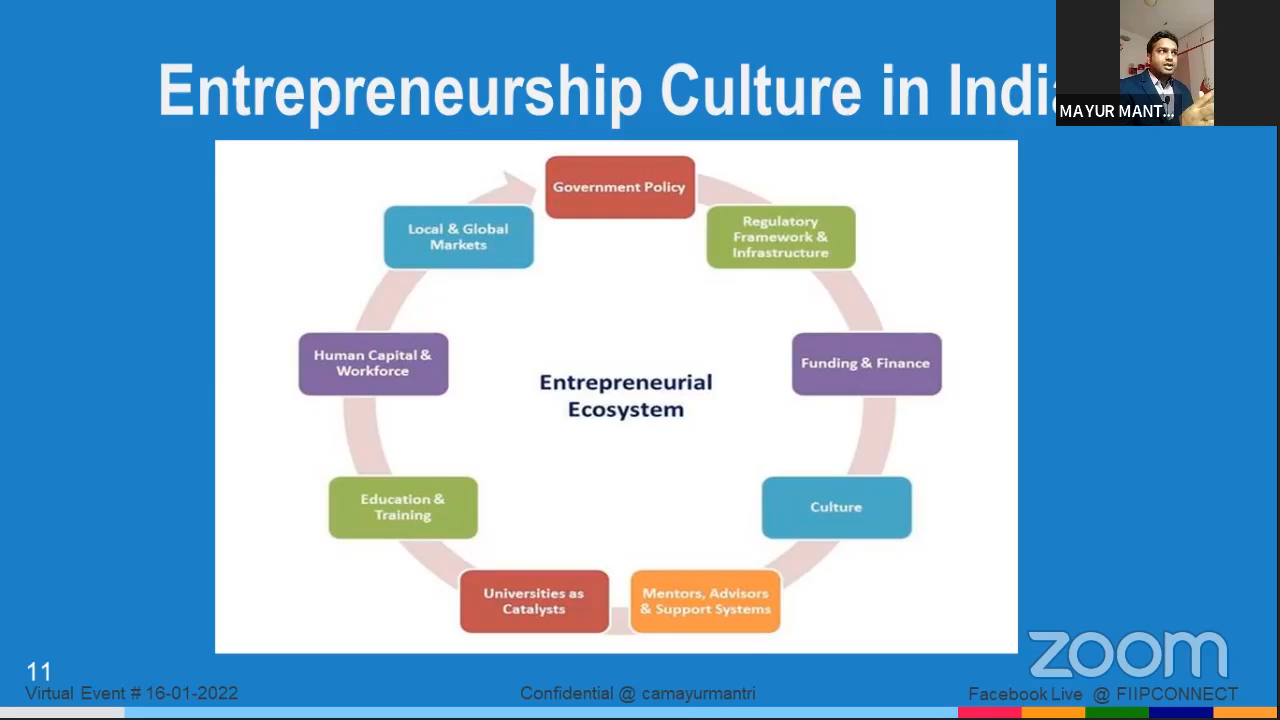 Entrepreneurship Culture in India
MAYUR MANT...
Government Policy
Local & Global
Markets
Regulatory
Framework &
Infrastructure
Human Capital &
Workforce
Funding & Finance
Entrepreneurial
Ecosystem
Education &
Training
Culture
Universities as
Catalysts
Mentors, Advisors
& Support Systems
zoom
11
Virtual Event # 16-01-2022
Confidential @ camayurmantri
Facebook Live @ FIIPCONNECT